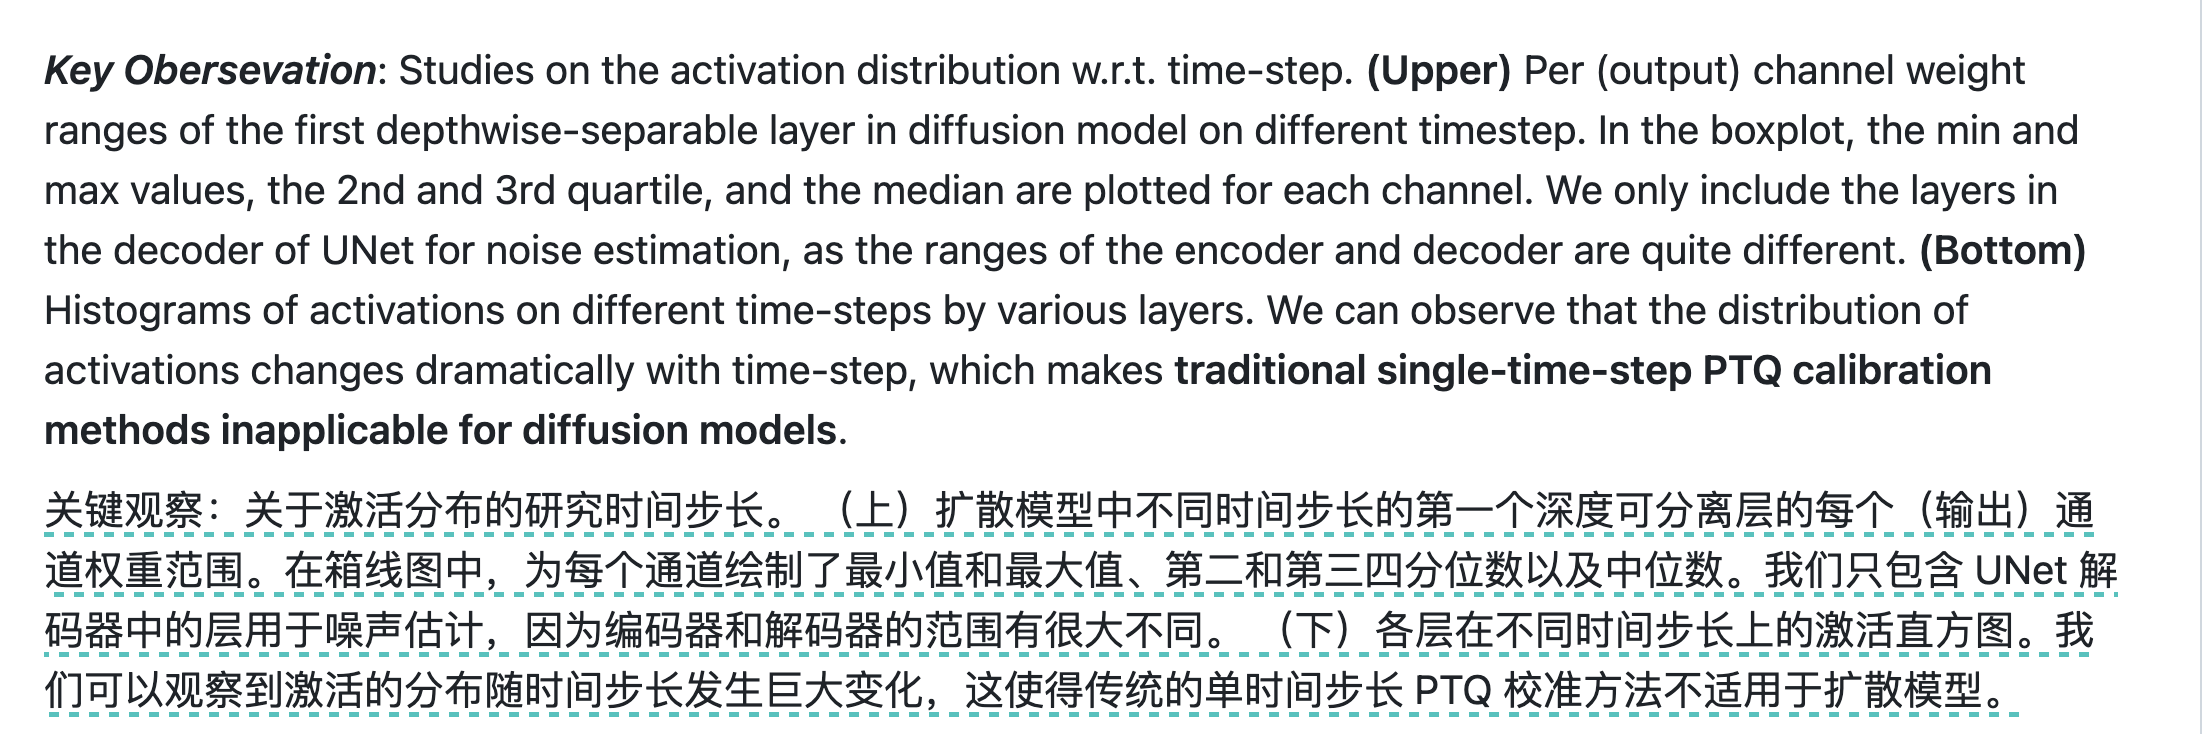 Key Obersevation: Studies on the activation distribution w.r.t. time-step. (Upper) Per (output) channel weight
ranges of the first depthwise-separable layer in diffusion model on different timestep. In the boxplot, the min and
max values, the 2nd and 3rd quartile, and the median are plotted for each channel. We only include the layers in
the decoder of UNet for noise estimation, as the ranges of the encoder and decoder are quite different. (Bottom)
Histograms of activations on different time-steps by various layers. We can observe that the distribution of
activations changes dramatically with time-step, which makes traditional single-time-step PTQ calibration
methods inapplicable for diffusion models.
关键观察：关于激活分布的研究时间步长。 （上）扩散模型中不同时间步长的第一个深度可分离层的每个（输出）通
道权重范围。在箱线图中，为每个通道绘制了最小值和最大值、第二和第三四分位数以及中位数。我们只包含 UNet 解
码器中的层用于噪声估计，因为编码器和解码器的范围有很大不同。 （下）各层在不同时间步长上的激活直方图。我
们可以观察到激活的分布随时间步长发生巨大变化，这使得传统的单时间步长 PTQ 校准方法不适用于扩散模型。